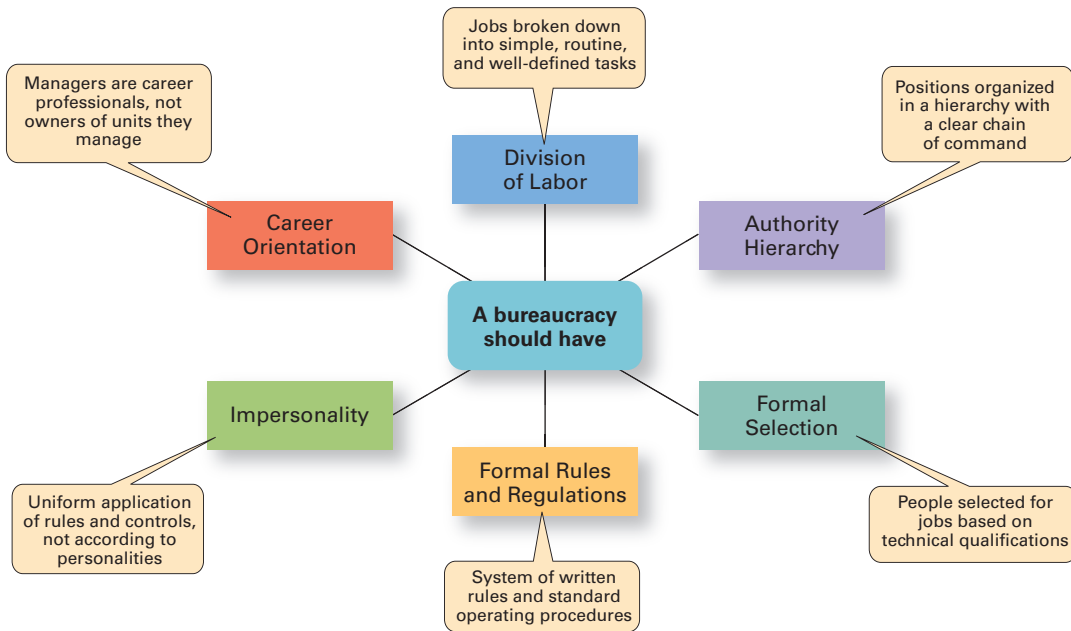 Jobs broken down
into simple, routine,
and well-defined tasks
Managers are career
professionals, not
owners of units they
manage
Positions organized
in a hierarchy with
a clear chain
of command
Division
of Labor
Career
Orientation
Authority
Hierarchy
A bureaucracy
should have
Impersonality
Formal
Selection
Formal Rules
and Regulations
Uniform application
of rules and controls,
not according to
personalities
People selected for
jobs based on
technical qualifications
System of written
rules and standard
operating procedures